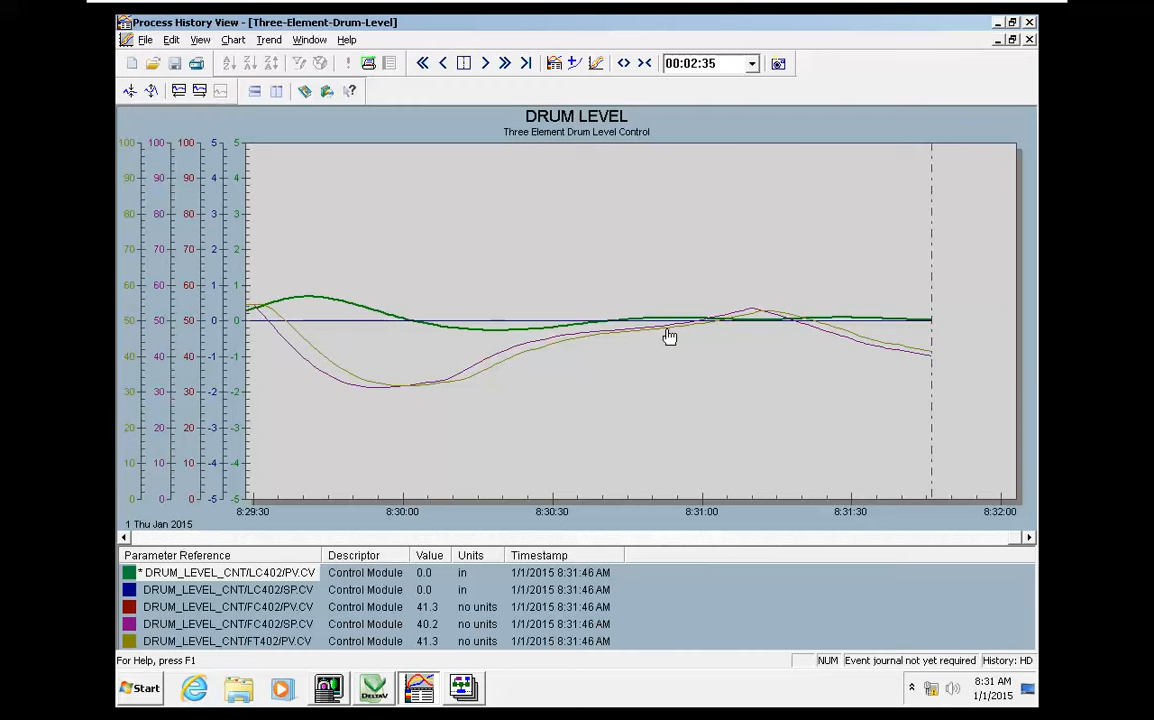 Process History View - [Three-Element-Drum-Level]
File Edit View Chart Trend Window Help
00:02:35
DRUM LEVEL
Three Element Drum Level Control
100 100 100 5 5
90 90 90
80 80 80 4 4
70 70 70 3 3
60 60 60 2 2
1 1
50 50 50 0 0
40 40 40 -1 -1
30 30 30 -2 -2
20 20 20 -3 -3
10 10 10 -4 -4
0 0 0 -5 -5
8:29:30 8:30:00 8:30:30 8:31:00 8:31:30 8:32:00
1 Thu Jan 2015
Parameter Reference Descriptor Value Units Timestamp
* DRUM_LEVEL_CNT/LC402/PV.CV Control Module 0.0 in 1/1/2015 8:31:46 AM
DRUM_LEVEL_CNT/LC402/SP.CV Control Module 0.0 in 1/1/2015 8:31:46 AM
DRUM_LEVEL_CNT/FC402/PV.CV Control Module 41.3 no units 1/1/2015 8:31:46 AM
DRUM_LEVEL_CNT/FC402/SP.CV Control Module 40.2 no units 1/1/2015 8:31:46 AM
DRUM_LEVEL_CNT/FT402/PV.CV Control Module 41.3 no units 1/1/2015 8:31:46 AM
For Help, press F1 NUM Event journal not yet required History: HD
Start DELTAV 8:31 AM
1/1/2015